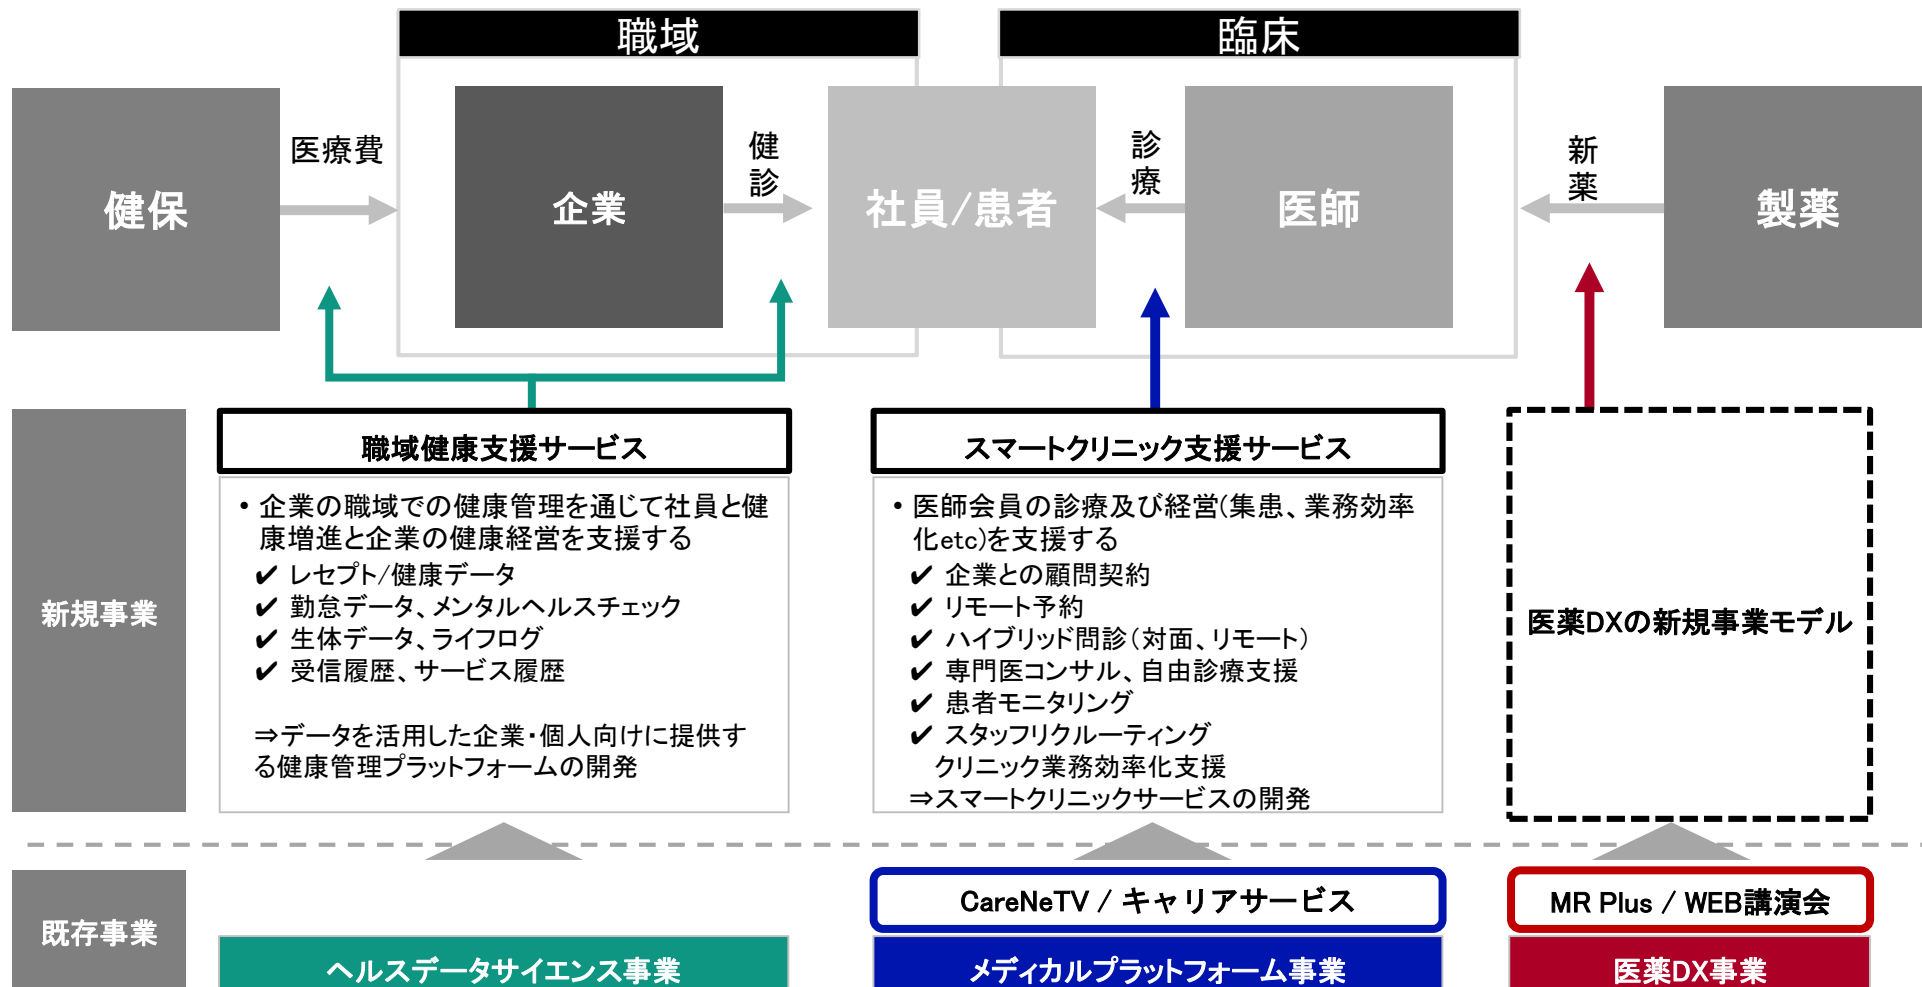 職域
臨床
健保
医療費
企業
健
診
社員/患者
診
療
医師
新
薬
製薬
新規事業
職域健康支援サービス
・企業の職域での健康管理を通じて社員と健
康増進と企業の健康経営を支援する
✔ レセプト/健康データ
✔ 勤怠データ、メンタルヘルスチェック
✔ 生体データ、ライフログ
✔ 受信履歴、サービス履歴
⇒データを活用した企業・個人向けに提供す
る健康管理プラットフォームの開発
スマートクリニック支援サービス
・医師会員の診療及び経営(集患、業務効率
化etc)を支援する
✔ 企業との顧問契約
✔ リモート予約
✔ ハイブリッド問診（対面、リモート）
✔ 専門医コンサル、自由診療支援
✔ 患者モニタリング
✔ スタッフリクルーティング
クリニック業務効率化支援
⇒スマートクリニックサービスの開発
医薬DXの新規事業モデル
既存事業
ヘルスデータサイエンス事業
CareNeTV / キャリアサービス
メディカルプラットフォーム事業
MR Plus / WEB講演会
医薬DX事業